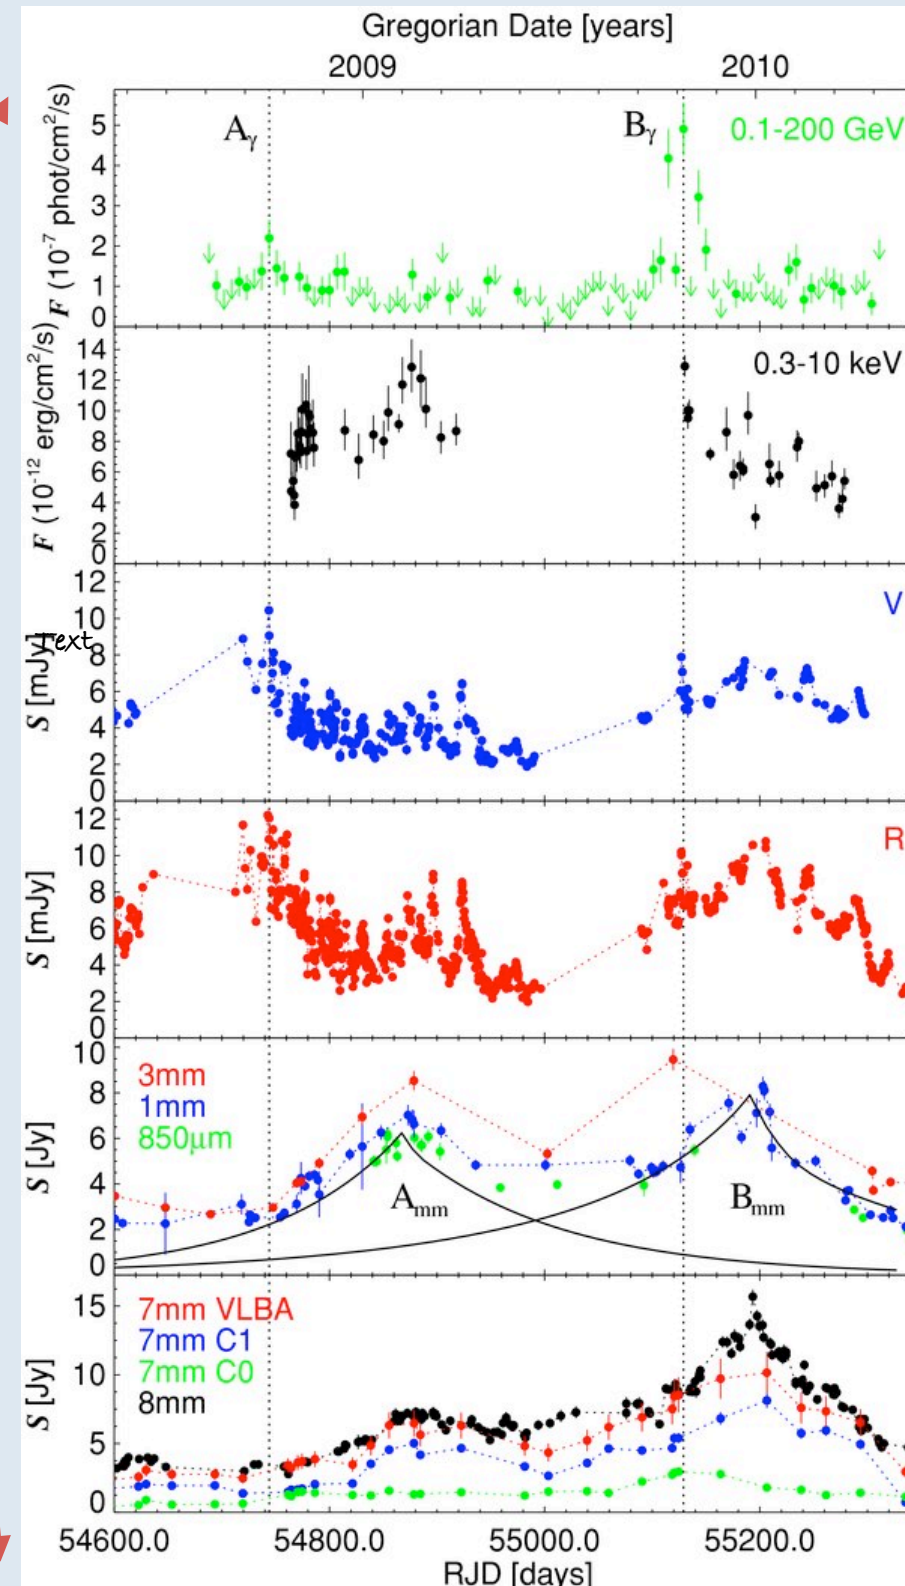 Gregorian Date [years]
2009 2010
Aγ Bγ 0.1-200 GeV
F (10⁻⁷ phot/cm²/s)
5
4
3
2
1
0
0.3-10 keV
F (10⁻¹² erg/cm²/s)
14
12
10
8
6
4
2
0
V
S [mJy]
Text
12
10
8
6
4
2
0
R
S [mJy]
12
10
8
6
4
2
0
3mm
1mm
850μm
Amm Bmm
S [Jy]
10
8
6
4
2
0
7mm VLBA
7mm C1
7mm C0
8mm
S [Jy]
15
10
5
0
54600.0 54800.0 55000.0 55200.0
RJD [days]